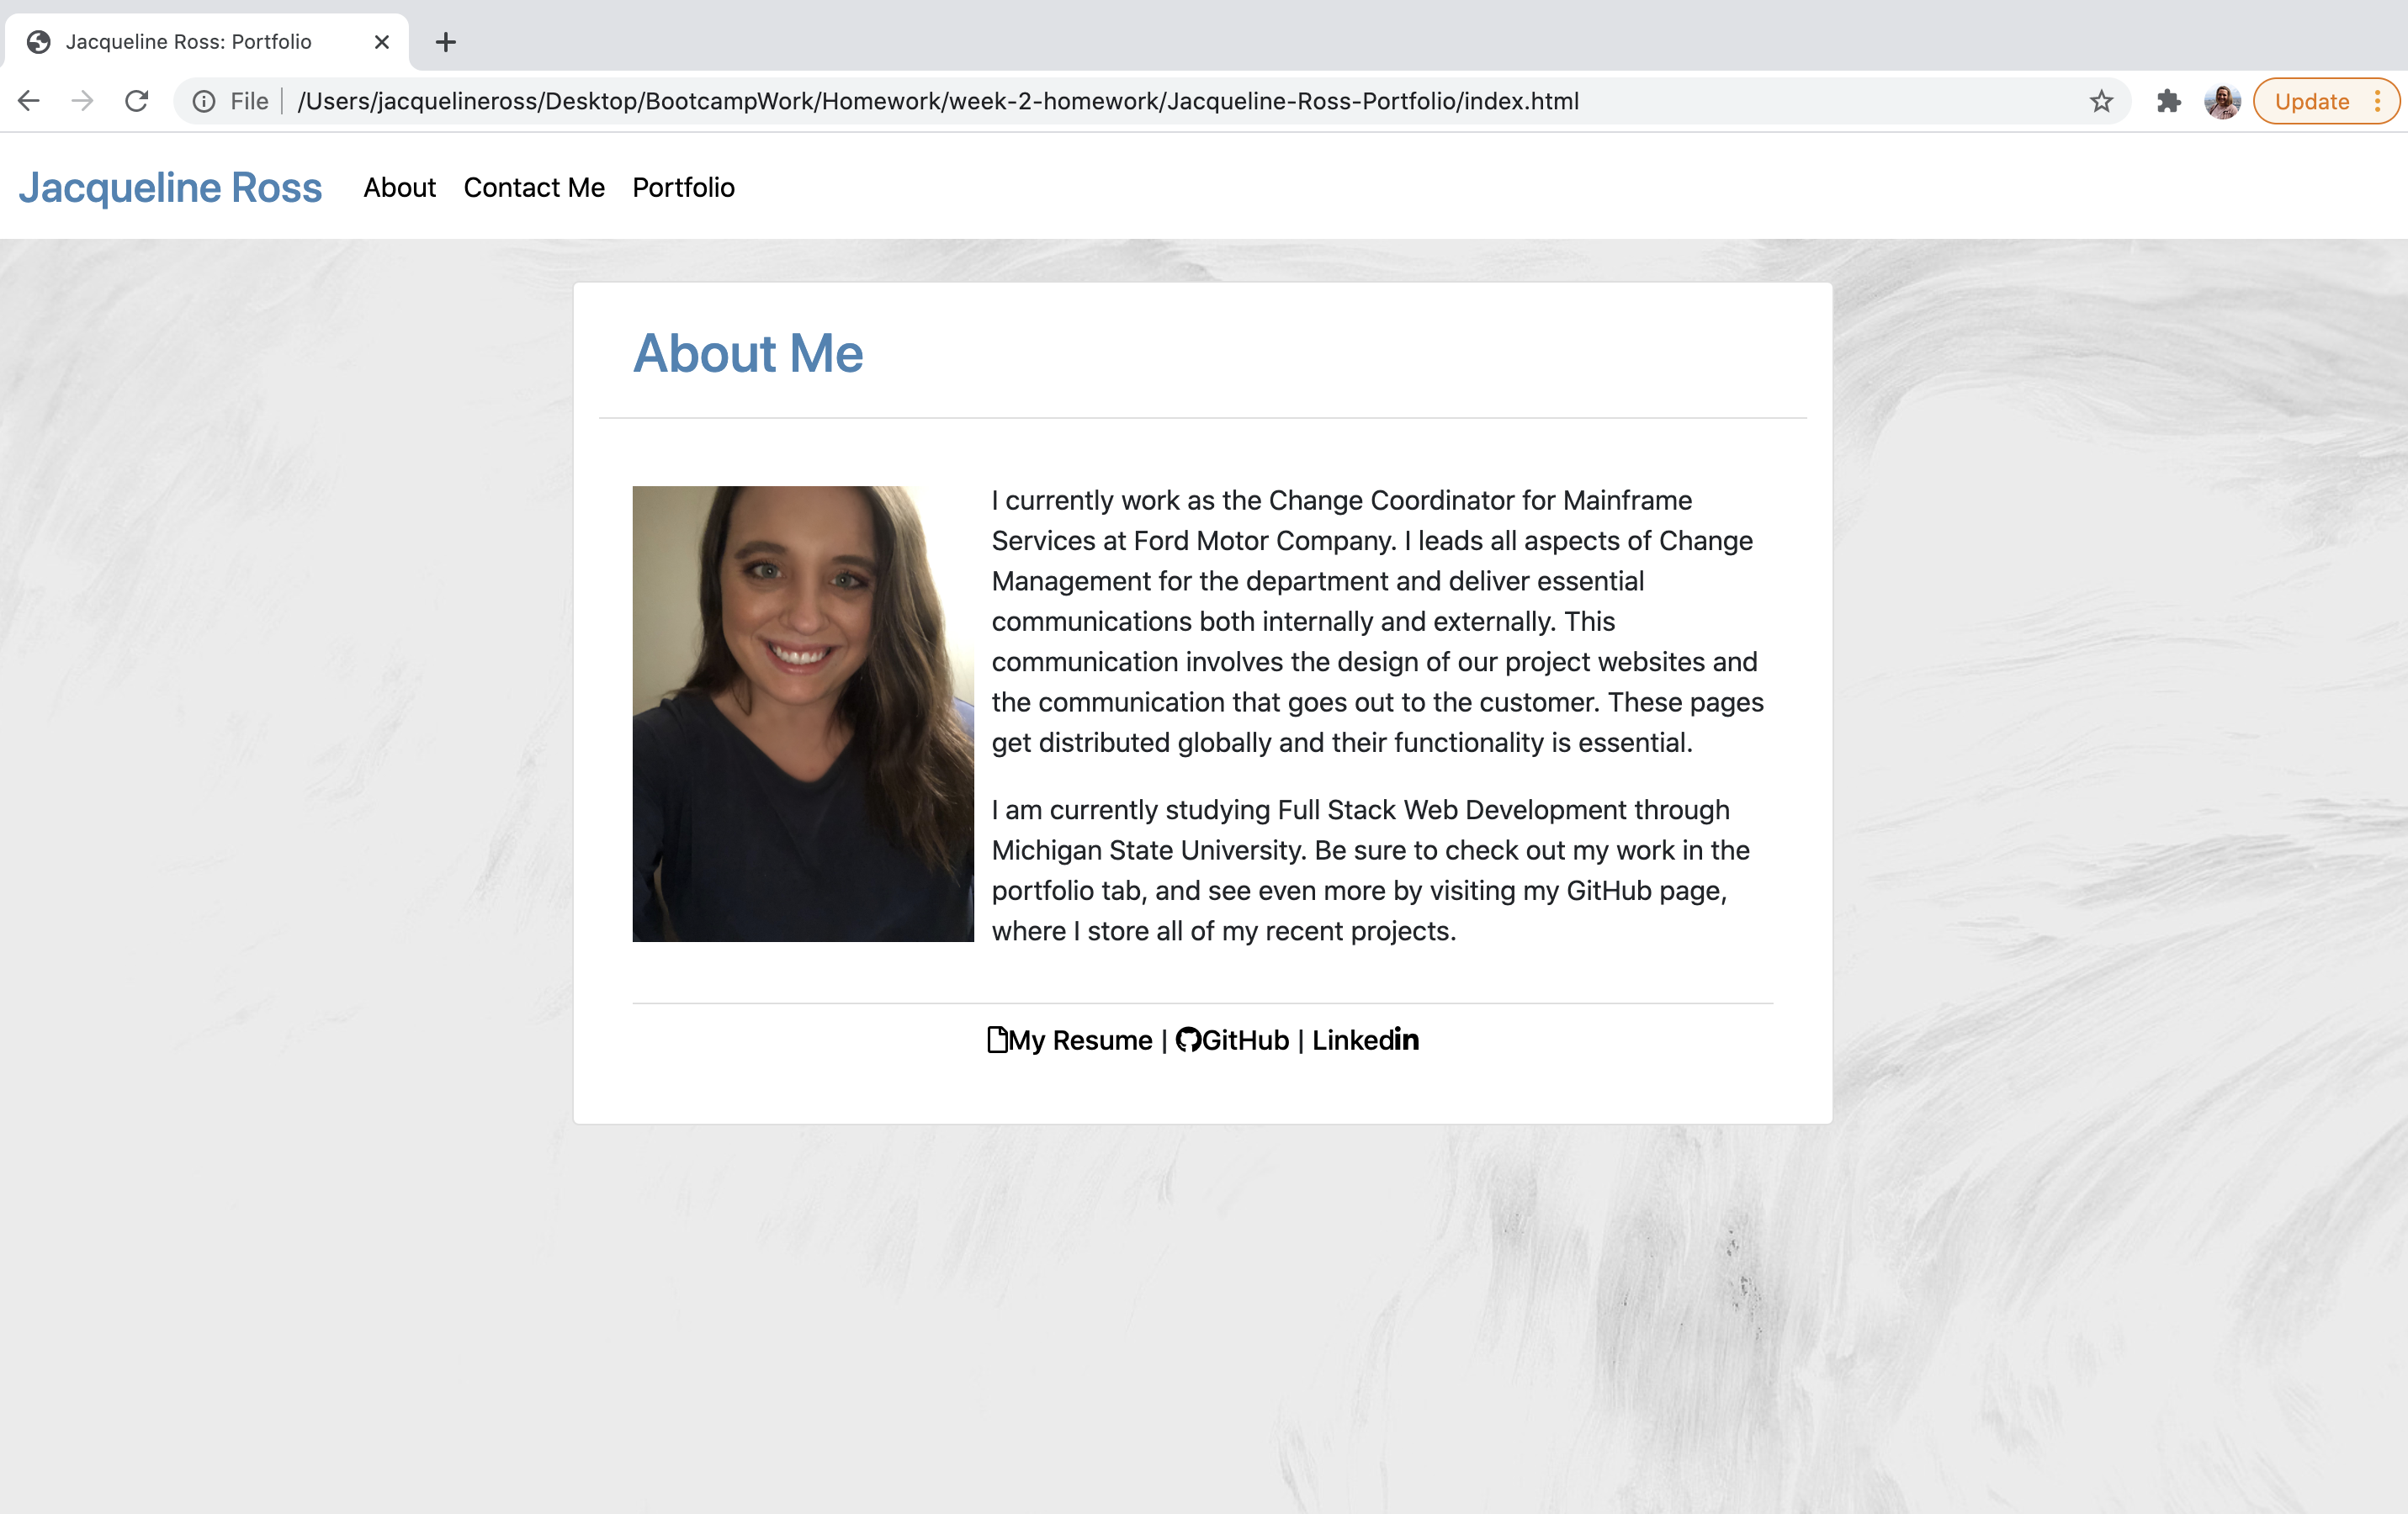 Jacqueline Ross: Portfolio
File | /Users/jacquelineross/Desktop/BootcampWork/Homework/week-2-homework/Jacqueline-Ross-Portfolio/index.html
Update
Jacqueline Ross About Contact Me Portfolio
About Me
I currently work as the Change Coordinator for Mainframe
Services at Ford Motor Company. I leads all aspects of Change
Management for the department and deliver essential
communications both internally and externally. This
communication involves the design of our project websites and
the communication that goes out to the customer. These pages
get distributed globally and their functionality is essential.
I am currently studying Full Stack Web Development through
Michigan State University. Be sure to check out my work in the
portfolio tab, and see even more by visiting my GitHub page,
where I store all of my recent projects.
My Resume | GitHub | Linkedin